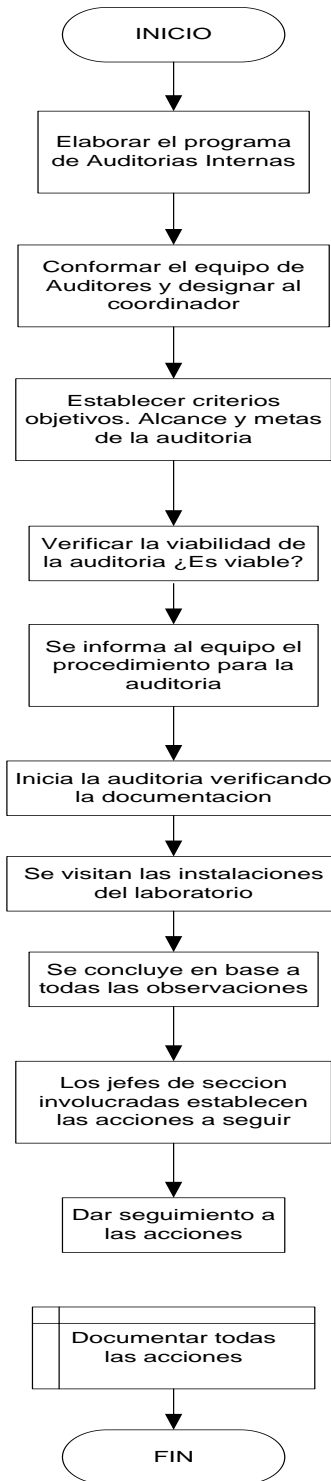 INICIO
Elaborar el programa
de Auditorias Internas
Conformar el equipo de
Auditores y designar al
coordinador
Establecer criterios
objetivos. Alcance y metas
de la auditoria
Verificar la viabilidad de
la auditoria ¿Es viable?
Se informa al equipo el
procedimiento para la
auditoria
Inicia la auditoria verificando
la documentacion
Se visitan las instalaciones
del laboratorio
Se concluye en base a
todas las observaciones
Los jefes de seccion
involucradas establecen
las acciones a seguir
Dar seguimiento a
las acciones
Documentar todas
las acciones
FIN